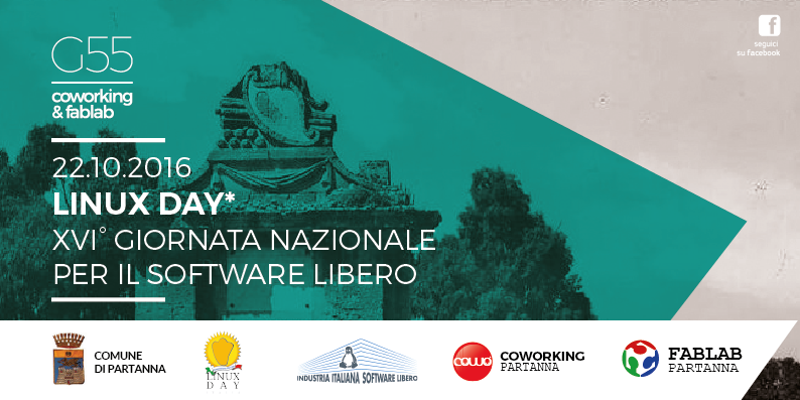 G55
coworking
& fablab
seguici
su facebook
22.10.2016
LINUX DAY*
XVI° GIORNATA NAZIONALE
PER IL SOFTWARE LIBERO
COMUNE
DI PARTANNA
LINUX
DAY
INDUSTRIA ITALIANA SOFTWARE LIBERO
COWO
COWORKING
PARTANNA
FABLAB
PARTANNA